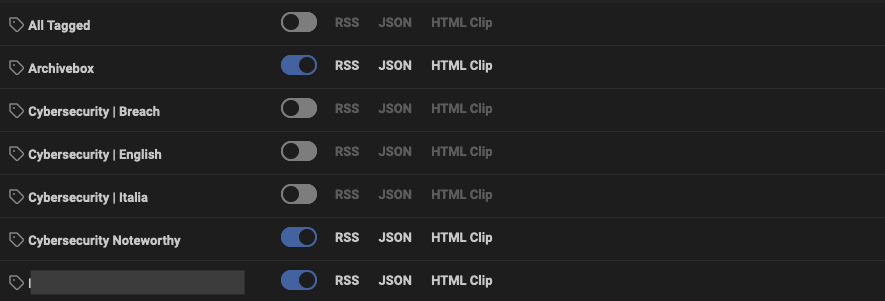 All Tagged RSS JSON HTML Clip
Archivebox RSS JSON HTML Clip
Cybersecurity | Breach RSS JSON HTML Clip
Cybersecurity | English RSS JSON HTML Clip
Cybersecurity | Italia RSS JSON HTML Clip
Cybersecurity Noteworthy RSS JSON HTML Clip
RSS JSON HTML Clip